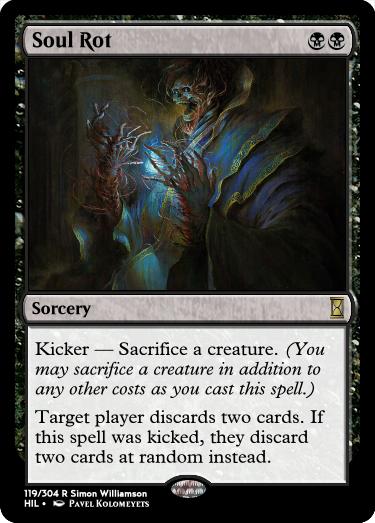 Soul Rot
Sorcery
Kicker — Sacrifice a creature. (You
may sacrifice a creature in addition to
any other costs as you cast this spell.)
Target player discards two cards. If
this spell was kicked, they discard
two cards at random instead.
119/304 R Simon Williamson
HIL • Pavel Kolomeyets